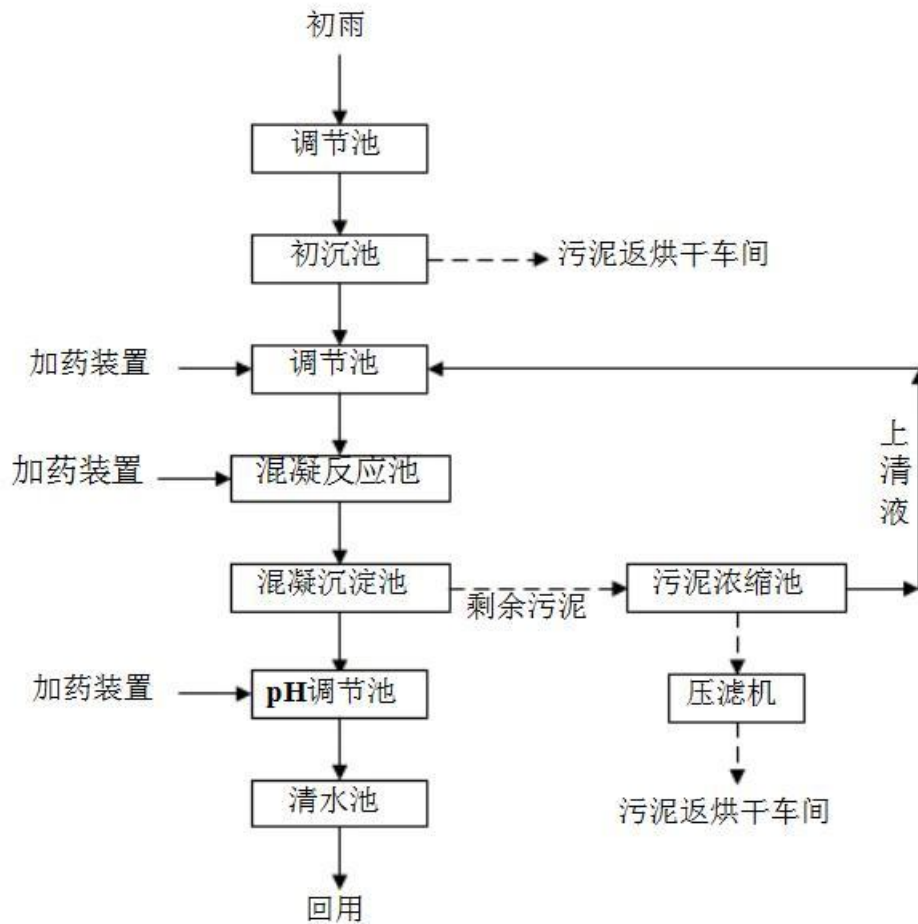 初雨
调节池
初沉池
污泥返烘干车间
加药装置
调节池
上清液
加药装置
混凝反应池
混凝沉淀池
剩余污泥
污泥浓缩池
加药装置
pH调节池
压滤机
清水池
污泥返烘干车间
回用